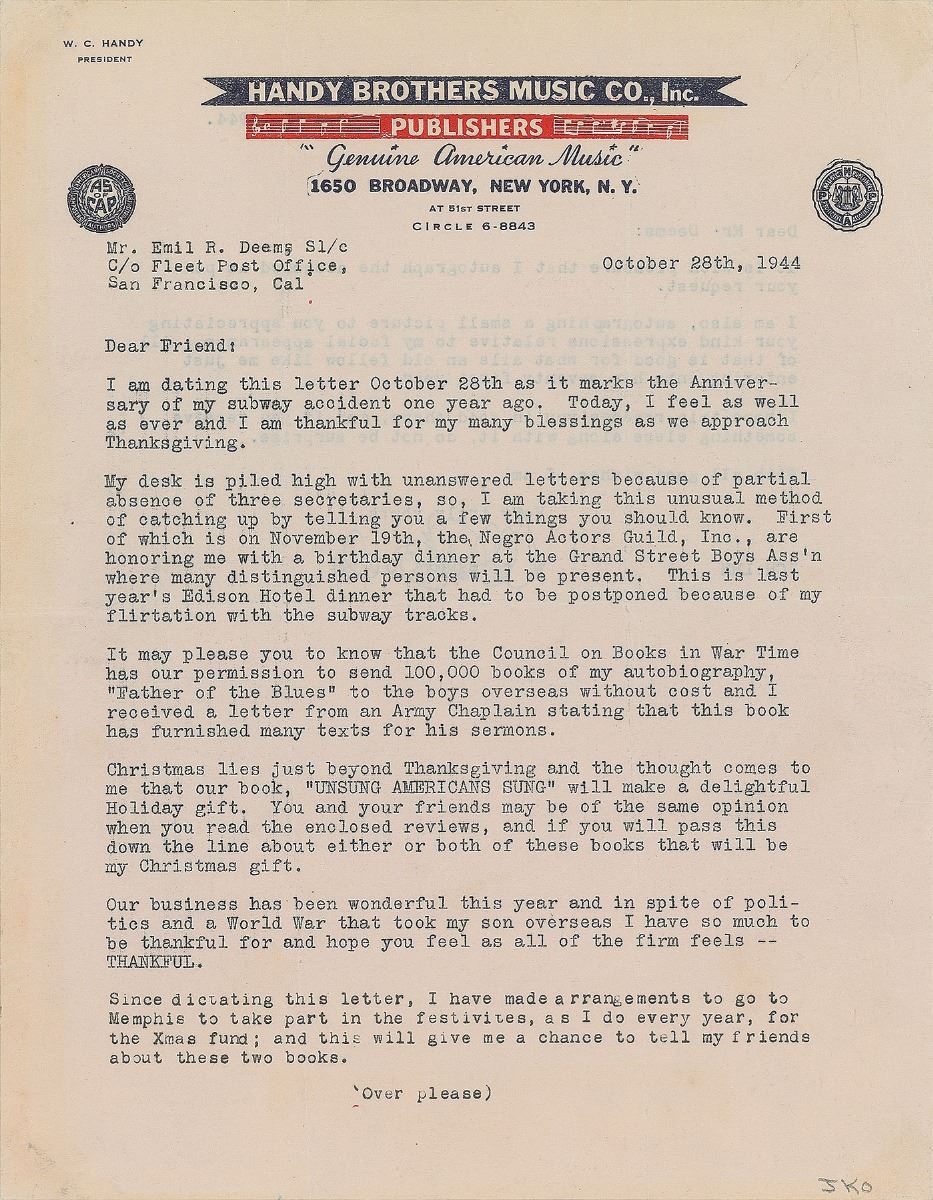 W. C. HANDY
PRESIDENT
HANDY BROTHERS MUSIC CO., Inc.
PUBLISHERS
"Genuine American Music"
1650 BROADWAY, NEW YORK, N. Y.
AT 51ST STREET
CIRCLE 6-8843
AS
OF
CAP
Mr. Emil R. Deems S1/c
C/o Fleet Post Office,
San Francisco, Cal
October 28th, 1944
Dear Friend:
I am dating this letter October 28th as it marks the Anniver-
sary of my subway accident one year ago. Today, I feel as well
as ever and I am thankful for my many blessings as we approach
Thanksgiving.
My desk is piled high with unanswered letters because of partial
absence of three secretaries, so, I am taking this unusual method
of catching up by telling you a few things you should know. First
of which is on November 19th, the Negro Actors Guild, Inc., are
honoring me with a birthday dinner at the Grand Street Boys Ass'n
where many distinguished persons will be present. This is last
year's Edison Hotel dinner that had to be postponed because of my
flirtation with the subway tracks.
It may please you to know that the Council on Books in War Time
has our permission to send 100,000 books of my autobiography,
"Father of the Blues" to the boys overseas without cost and I
received a letter from an Army Chaplain stating that this book
has furnished many texts for his sermons.
Christmas lies just beyond Thanksgiving and the thought comes to
me that our book, "UNSUNG AMERICANS SUNG" will make a delightful
Holiday gift. You and your friends may be of the same opinion
when you read the enclosed reviews, and if you will pass this
down the line about either or both of these books that will be
my Christmas gift.
Our business has been wonderful this year and in spite of poli-
tics and a World War that took my son overseas I have so much to
be thankful for and hope you feel as all of the firm feels --
THANKFUL.
Since dictating this letter, I have made arrangements to go to
Memphis to take part in the festivites, as I do every year, for
the Xmas fund; and this will give me a chance to tell my friends
about these two books.
'Over please)
JKO